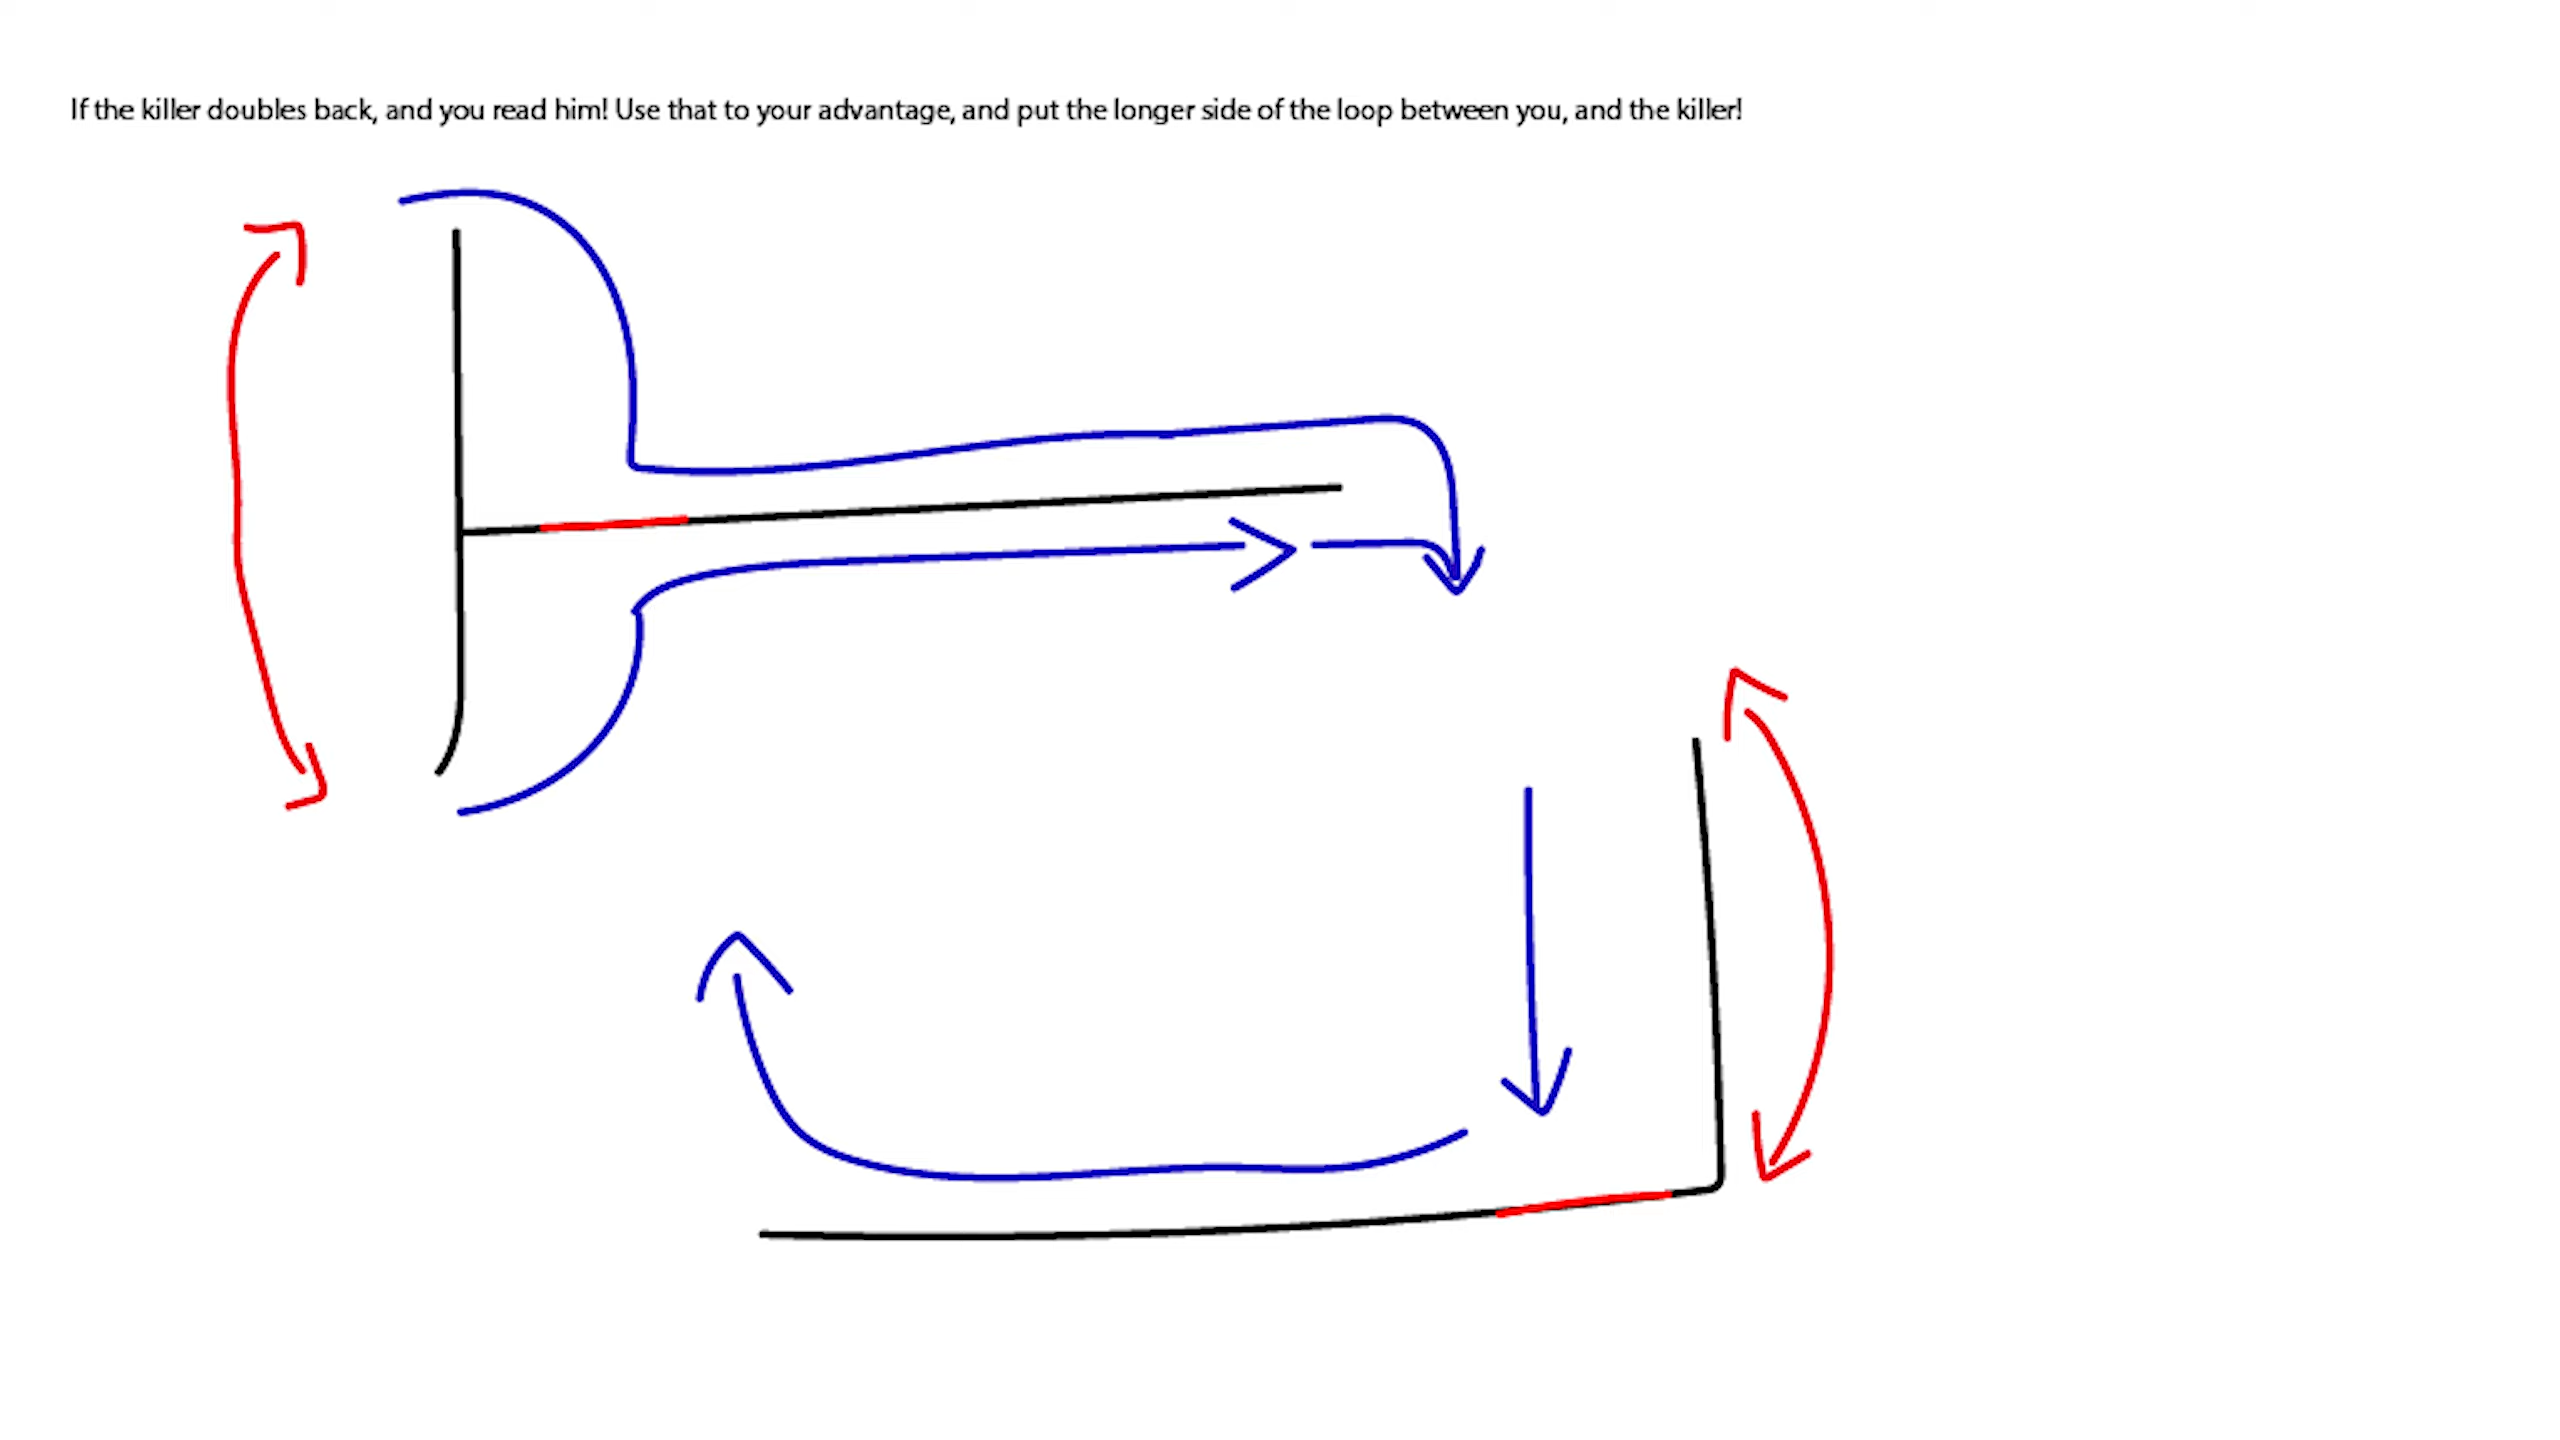 If the killer doubles back, and you read him! Use that to your advantage, and put the longer side of the loop between you, and the killer!